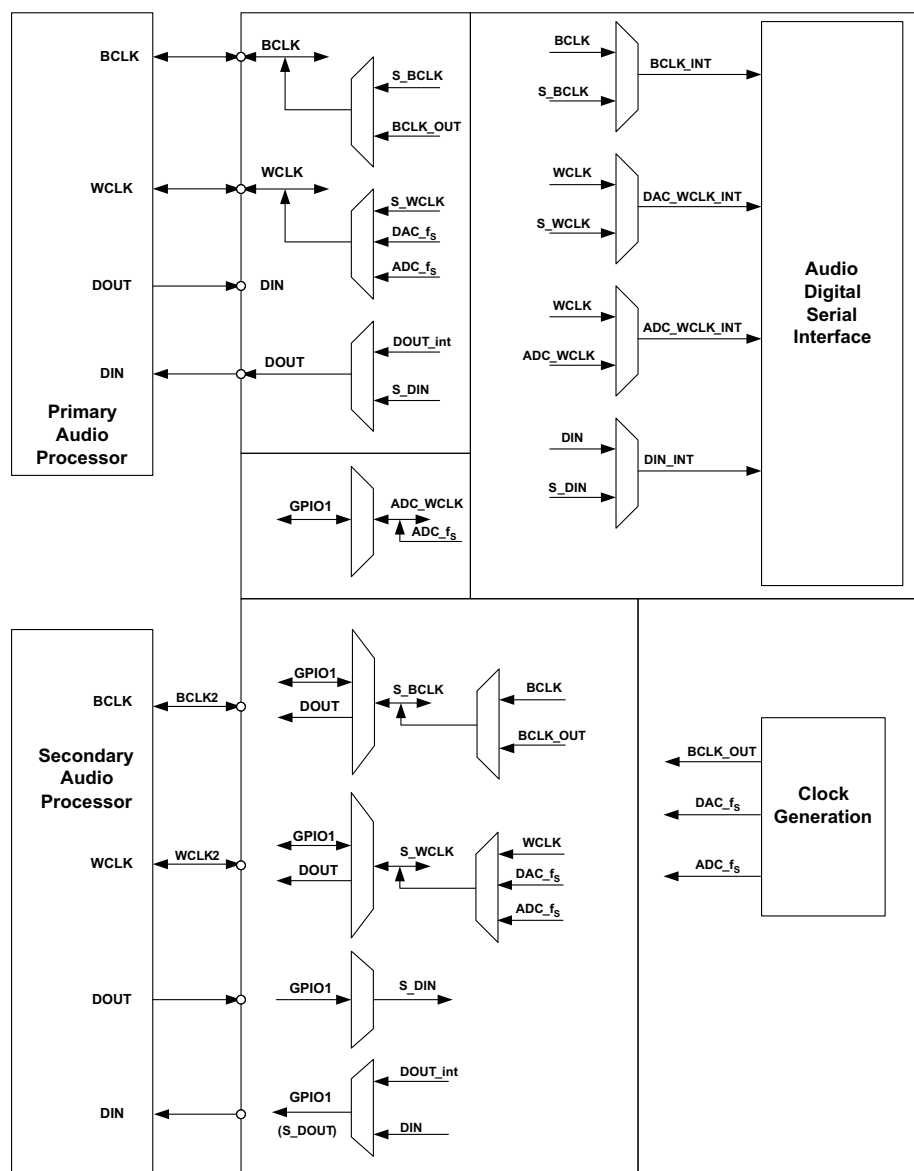 BCLK
WCLK
DOUT
DIN
Primary
Audio
Processor
BCLK
S_BCLK
BCLK_OUT
WCLK
S_WCLK
DAC_fS
ADC_fS
DIN
DOUT_int
DOUT
S_DIN
GPIO1
ADC_WCLK
ADC_fS
BCLK
S_BCLK
BCLK_INT
WCLK
S_WCLK
DAC_WCLK_INT
WCLK
ADC_WCLK
ADC_WCLK_INT
DIN
S_DIN
DIN_INT
Audio
Digital
Serial
Interface
BCLK
Secondary
Audio
Processor
WCLK
DOUT
DIN
BCLK2
WCLK2
GPIO1
DOUT
S_BCLK
BCLK
BCLK_OUT
GPIO1
DOUT
S_WCLK
WCLK
DAC_fS
ADC_fS
GPIO1
S_DIN
GPIO1
(S_DOUT)
DOUT_int
DIN
BCLK_OUT
DAC_fS
ADC_fS
Clock
Generation